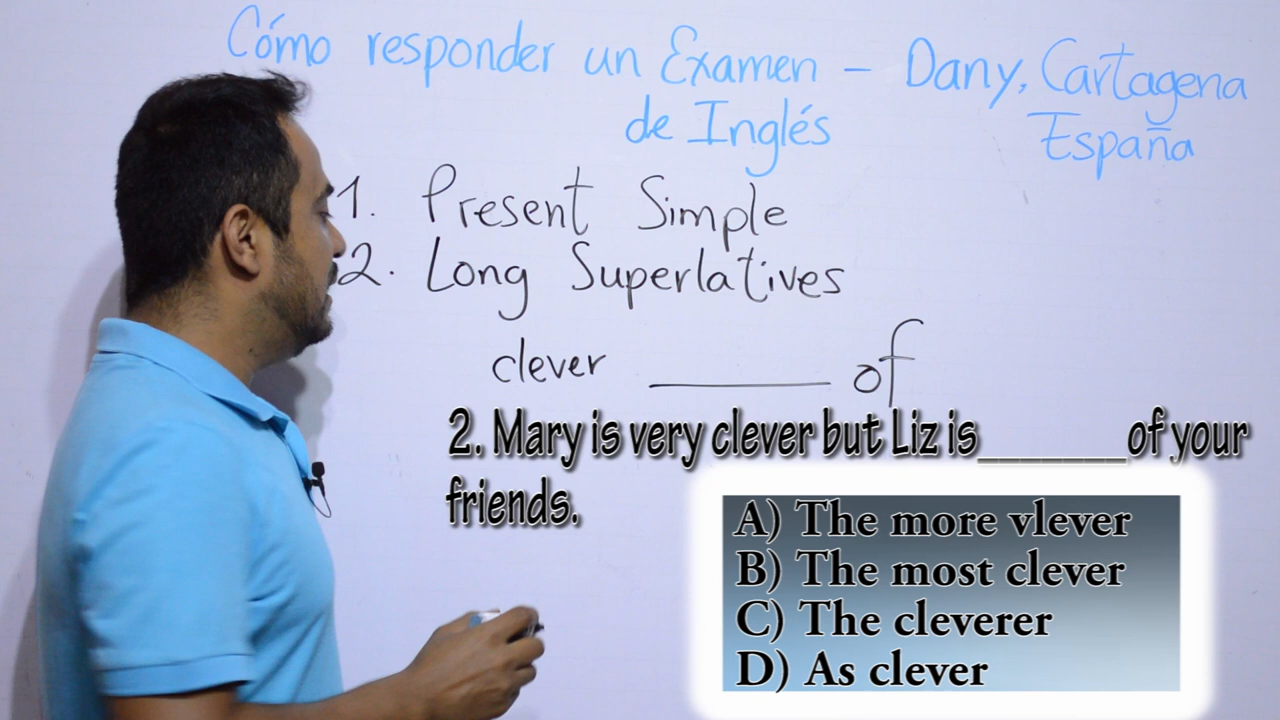 Cómo responder un Examen – Dany, Cartagena
de Inglés España
1. Present Simple
2. Long Superlatives
clever ______ of
2. Mary is very clever but Liz is_______of your
friends.
A) The more vlever
B) The most clever
C) The cleverer
D) As clever